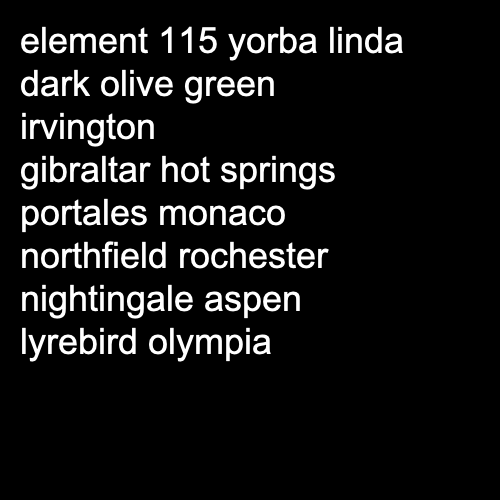 element 115 yorba linda
dark olive green
irvington
gibraltar hot springs
portales monaco
northfield rochester
nightingale aspen
lyrebird olympia